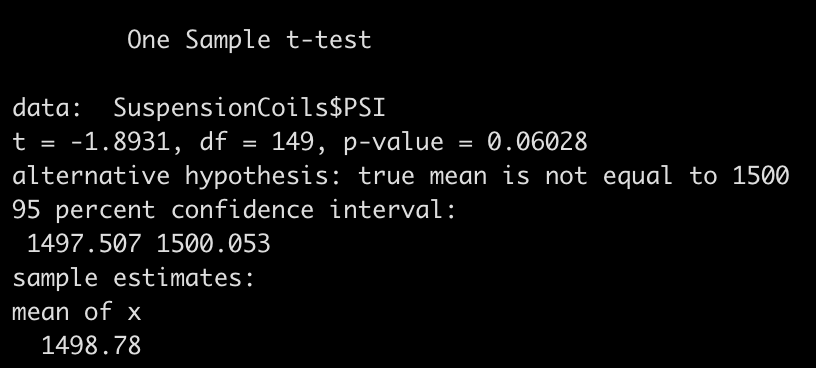 One Sample t-test
data:  SuspensionCoils$PSI
t = -1.8931, df = 149, p-value = 0.06028
alternative hypothesis: true mean is not equal to 1500
95 percent confidence interval:
 1497.507 1500.053
sample estimates:
mean of x
  1498.78